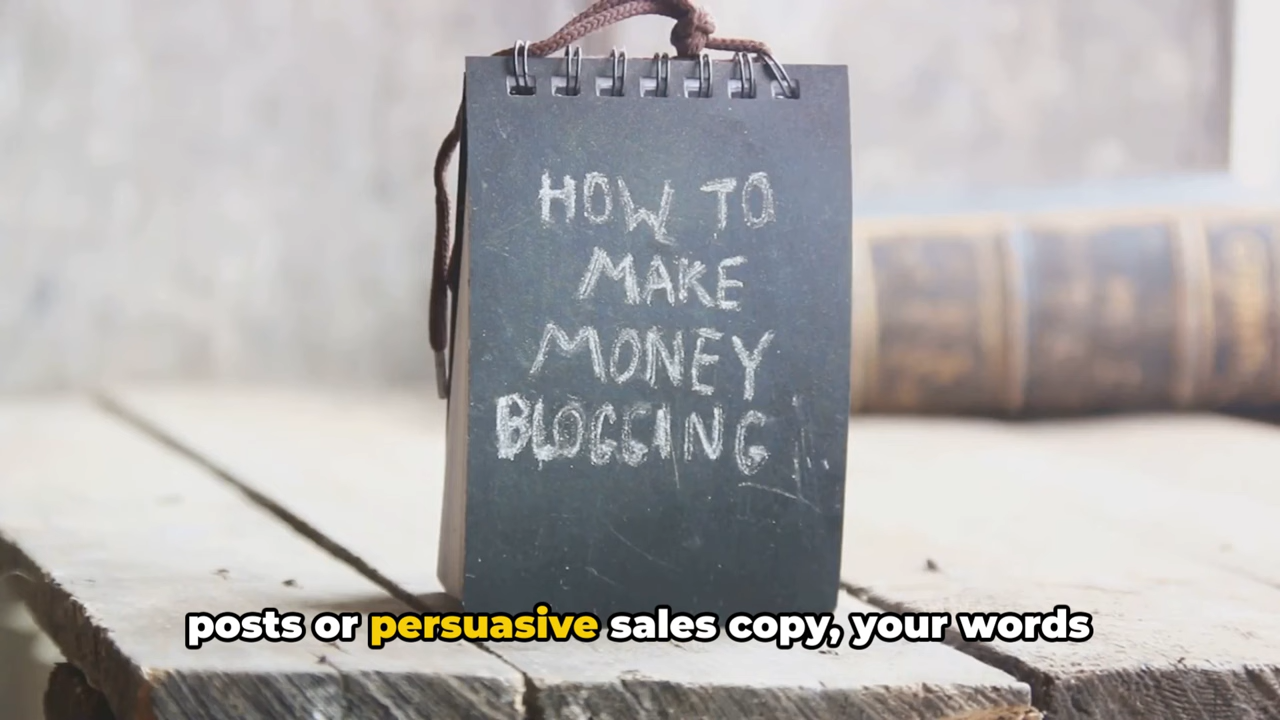 HOW TO
MAKE
MONEY
BLOGGING
posts or persuasive sales copy, your words